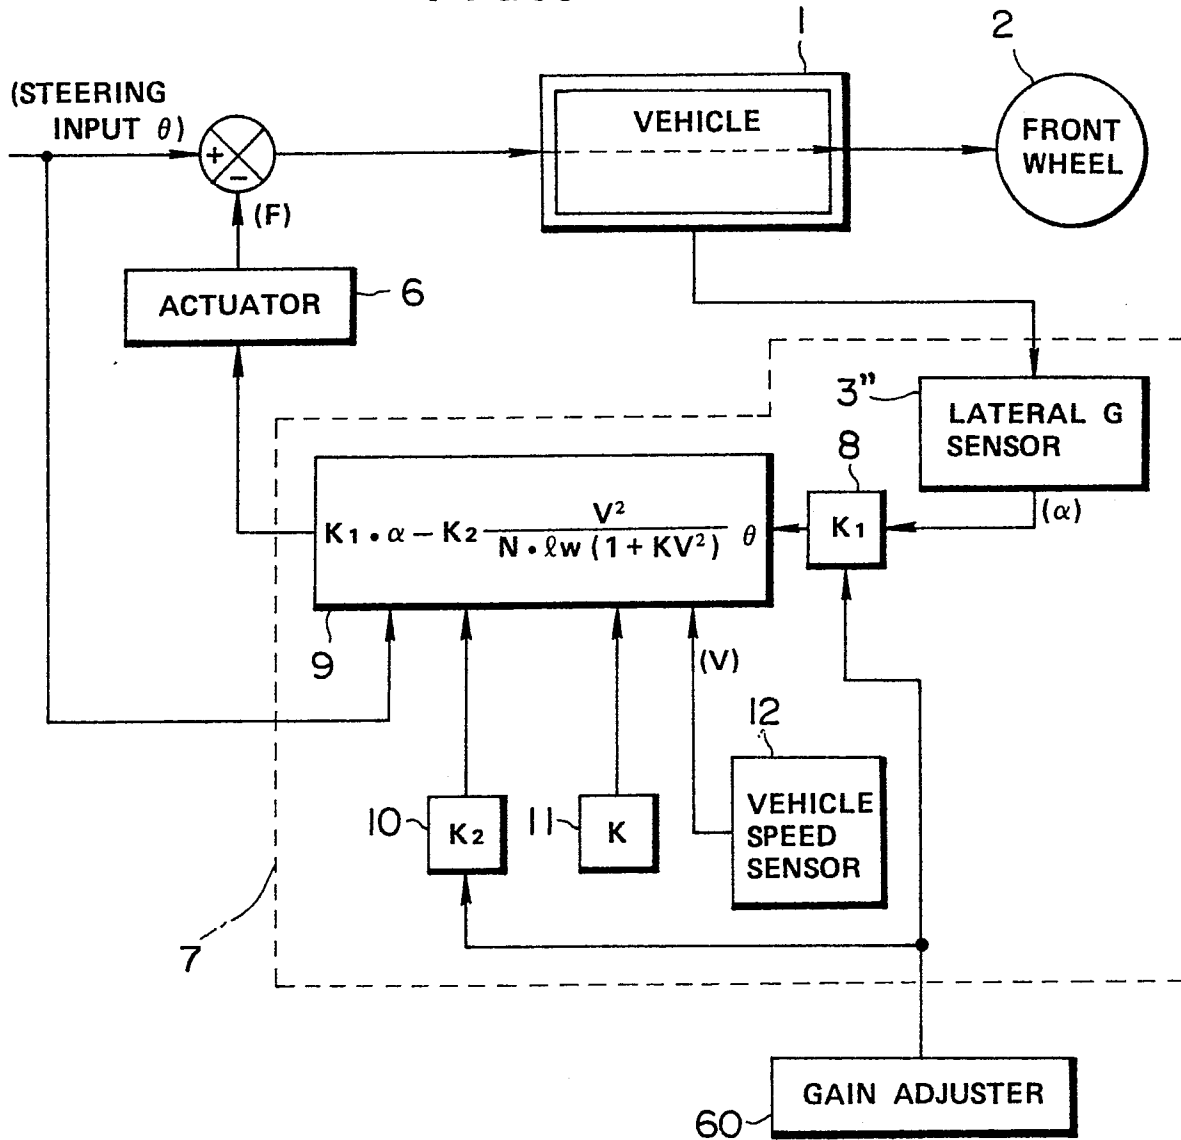 1
2
(STEERING
INPUT θ)
VEHICLE
FRONT
WHEEL
+
−
(F)
ACTUATOR
6
3"
LATERAL G
SENSOR
8
(α)
K1 • α − K2 V² / N • ℓw (1 + KV²) θ
K1
9
(V)
12
10
K2
11
K
VEHICLE
SPEED
SENSOR
7
GAIN ADJUSTER
60